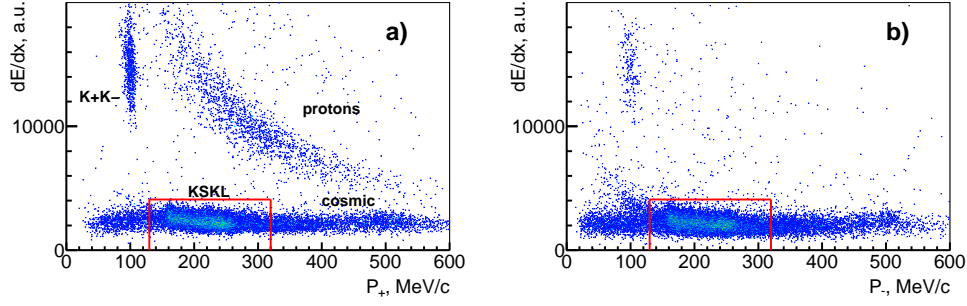 dE/dx, a.u.
a)
K+K−
protons
10000
KSKL
cosmic
0
0 100 200 300 400 500 600
P+, MeV/c
dE/dx, a.u.
b)
10000
0
0 100 200 300 400 500 600
P-, MeV/c